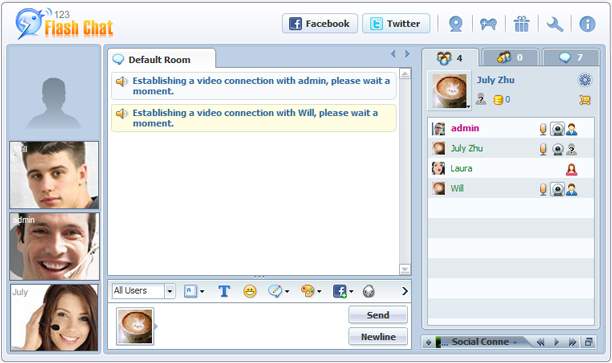 123
Flash Chat
Facebook
Twitter
Default Room
Establishing a video connection with admin, please wait a
moment.
Establishing a video connection with Will, please wait a
moment.
Will
admin
July
4
0
7
July Zhu
0
admin
July Zhu
Laura
Will
All Users
Send
Newline
... Social Conne -